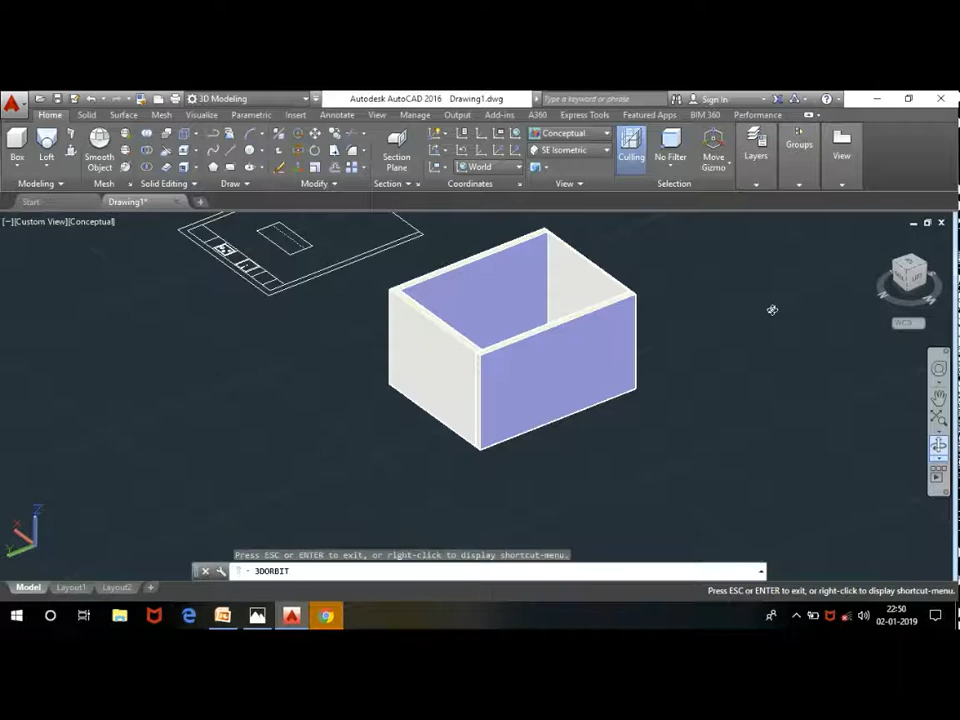 3D Modeling
Autodesk AutoCAD 2016 Drawing1.dwg
Type a keyword or phrase
Sign In
Home Solid Surface Mesh Visualize Parametric Insert Annotate View Manage Output Add-ins A360 Express Tools Featured Apps BIM 360 Performance
Box
Loft
Smooth
Object
Section
Plane
Conceptual
SE Isometric
World
Culling
No Filter
Move
Gizmo
Layers
Groups
View
Modeling
Mesh
Solid Editing
Draw
Modify
Section
Coordinates
View
Selection
Start
Drawing1*
[−][Custom View][Conceptual]
WCS
X
Y
Z
Press ESC or ENTER to exit, or right-click to display shortcut-menu.
3DORBIT
Model Layout1 Layout2
Press ESC or ENTER to exit, or right-click to display shortcut-menu.
22:50
02-01-2019